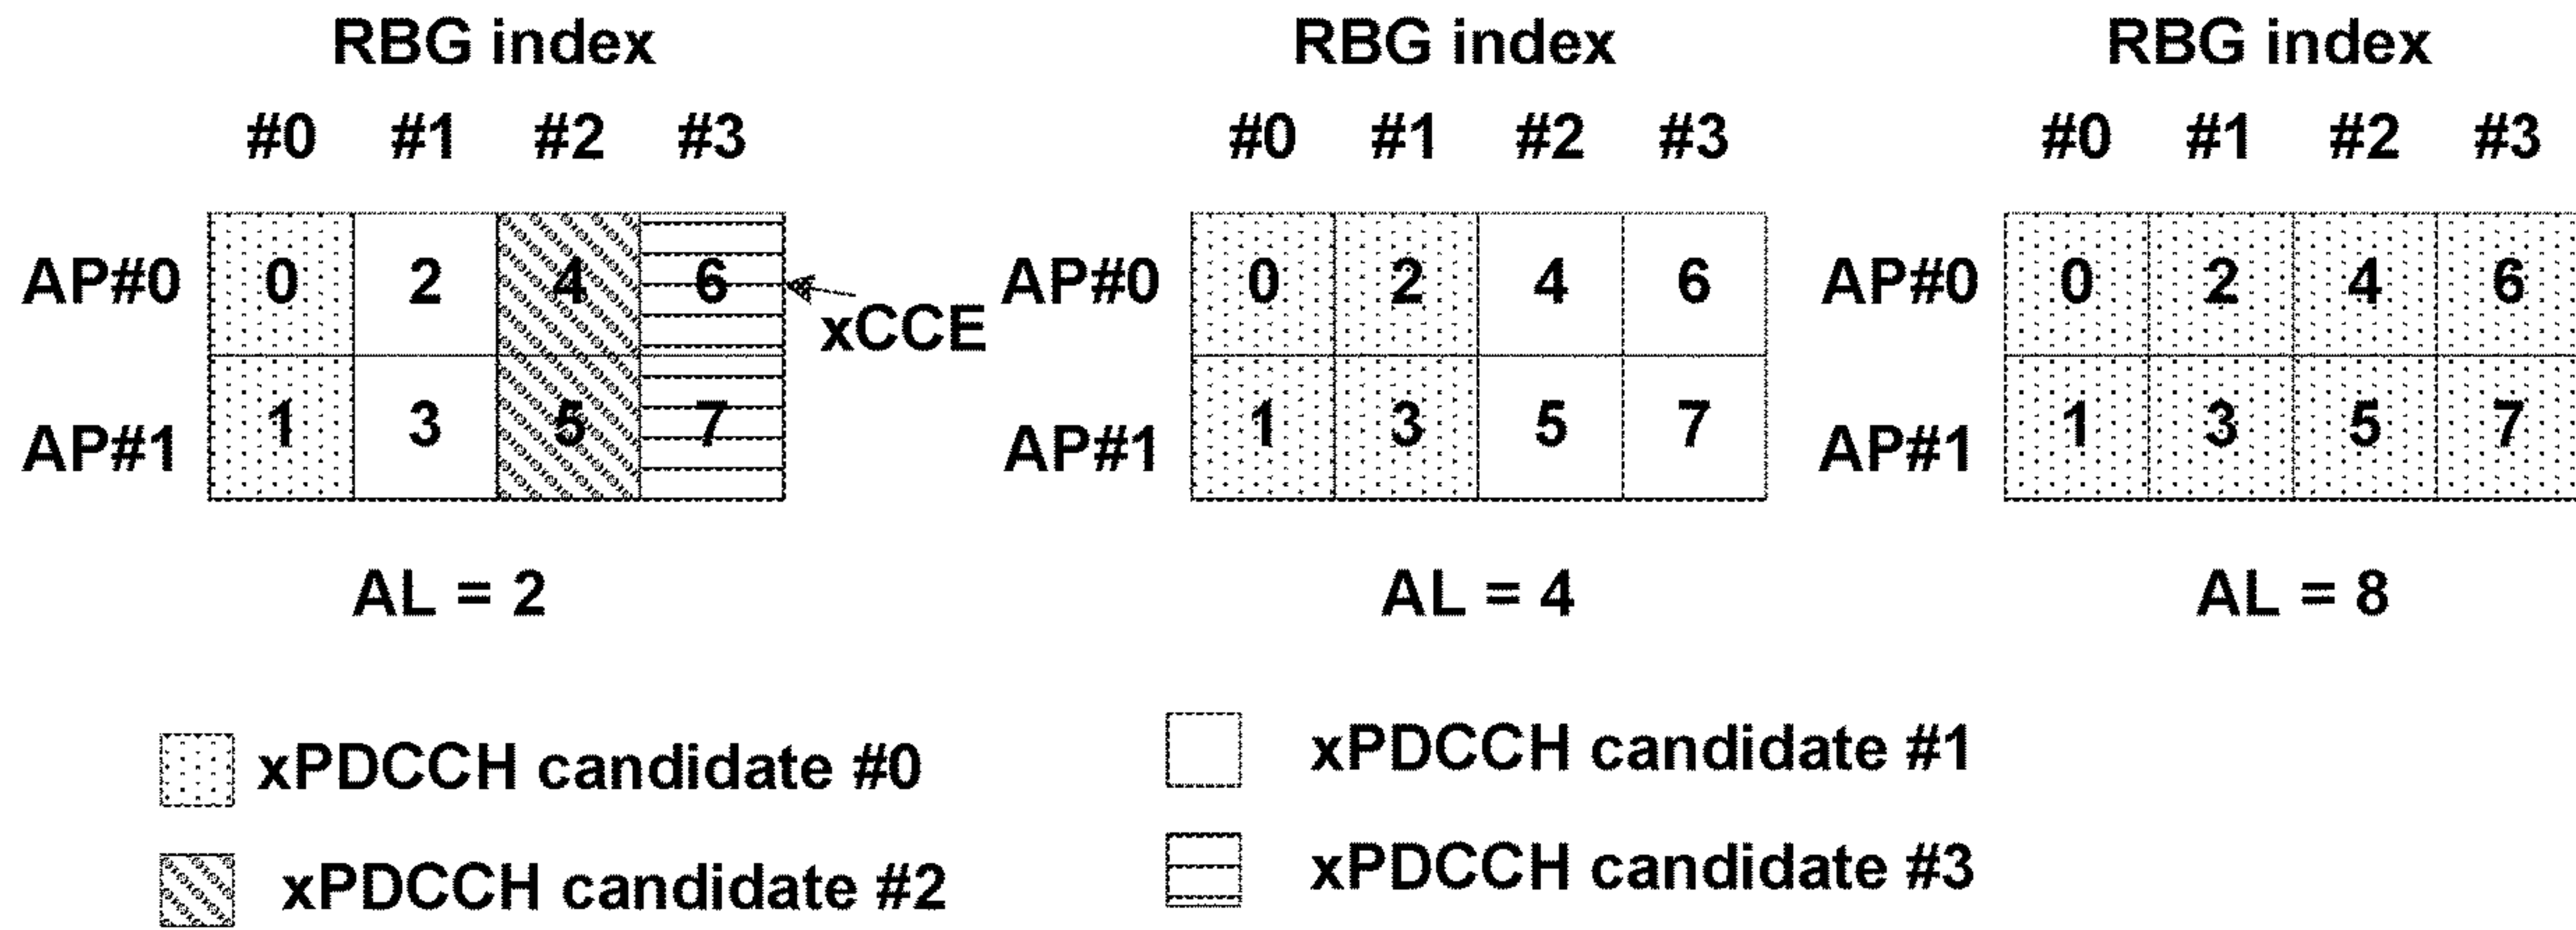 RBG index RBG index RBG index
#0 #1 #2 #3 #0 #1 #2 #3 #0 #1 #2 #3
AP#0 0 2 4 6 xCCE AP#0 0 2 4 6 AP#0 0 2 4 6
AP#1 1 3 5 7 AP#1 1 3 5 7 AP#1 1 3 5 7
AL = 2 AL = 4 AL = 8
xPDCCH candidate #0 xPDCCH candidate #1
xPDCCH candidate #2 xPDCCH candidate #3